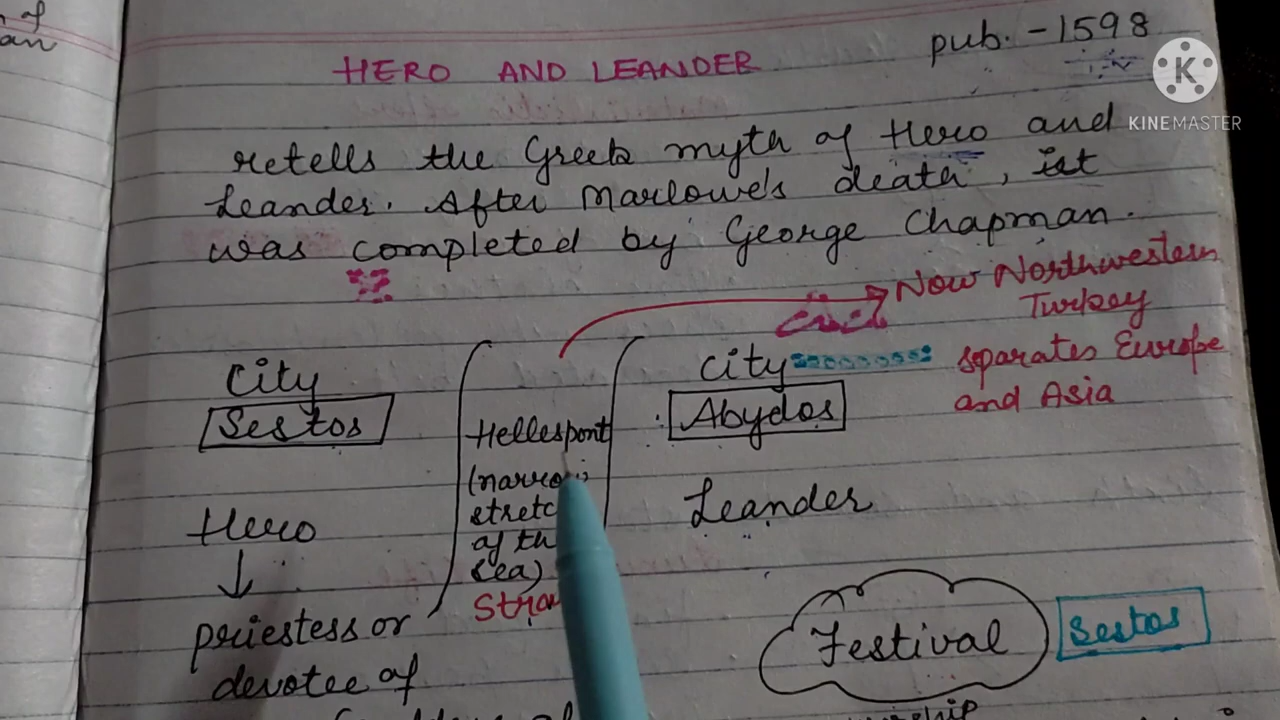 of
an
pub. - 1598
HERO AND LEANDER
K
KINEMASTER
retells the Greek myth of Hero and
Leander. After Marlowe's death, it
was completed by George Chapman.
Now Northwestern
Turkey
separates Europe
and Asia
City
Sestos
Hellespont
(narrow
stretch
of the
sea)
City
Abydos
Hero
Leander
priestess or
devotee of
Festival
Sestos